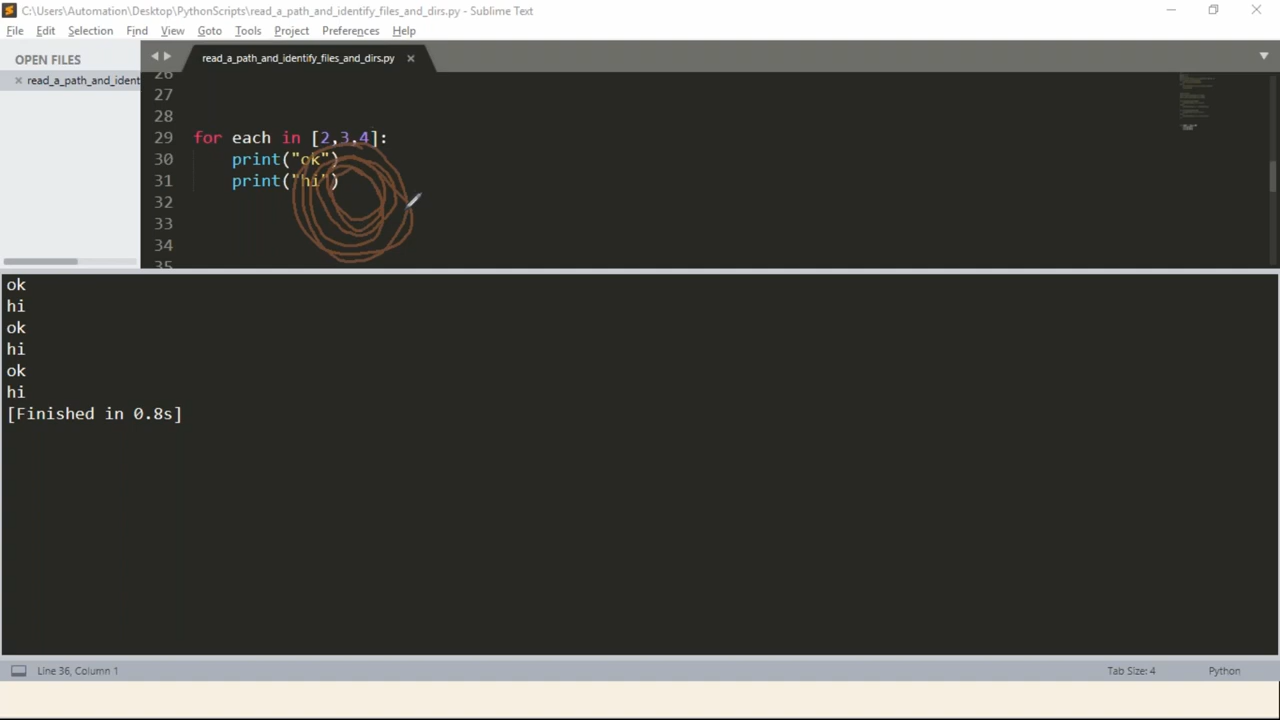 C:\Users\Automation\Desktop\PythonScripts\read_a_path_and_identify_files_and_dirs.py - Sublime Text
File Edit Selection Find View Goto Tools Project Preferences Help
OPEN FILES
read_a_path_and_ident
read_a_path_and_identify_files_and_dirs.py
26
27
28
29 for each in [2,3,4]:
30 print("ok")
31 print("hi")
32
33
34
35
ok
hi
ok
hi
ok
hi
[Finished in 0.8s]
Line 36, Column 1 Tab Size: 4 Python